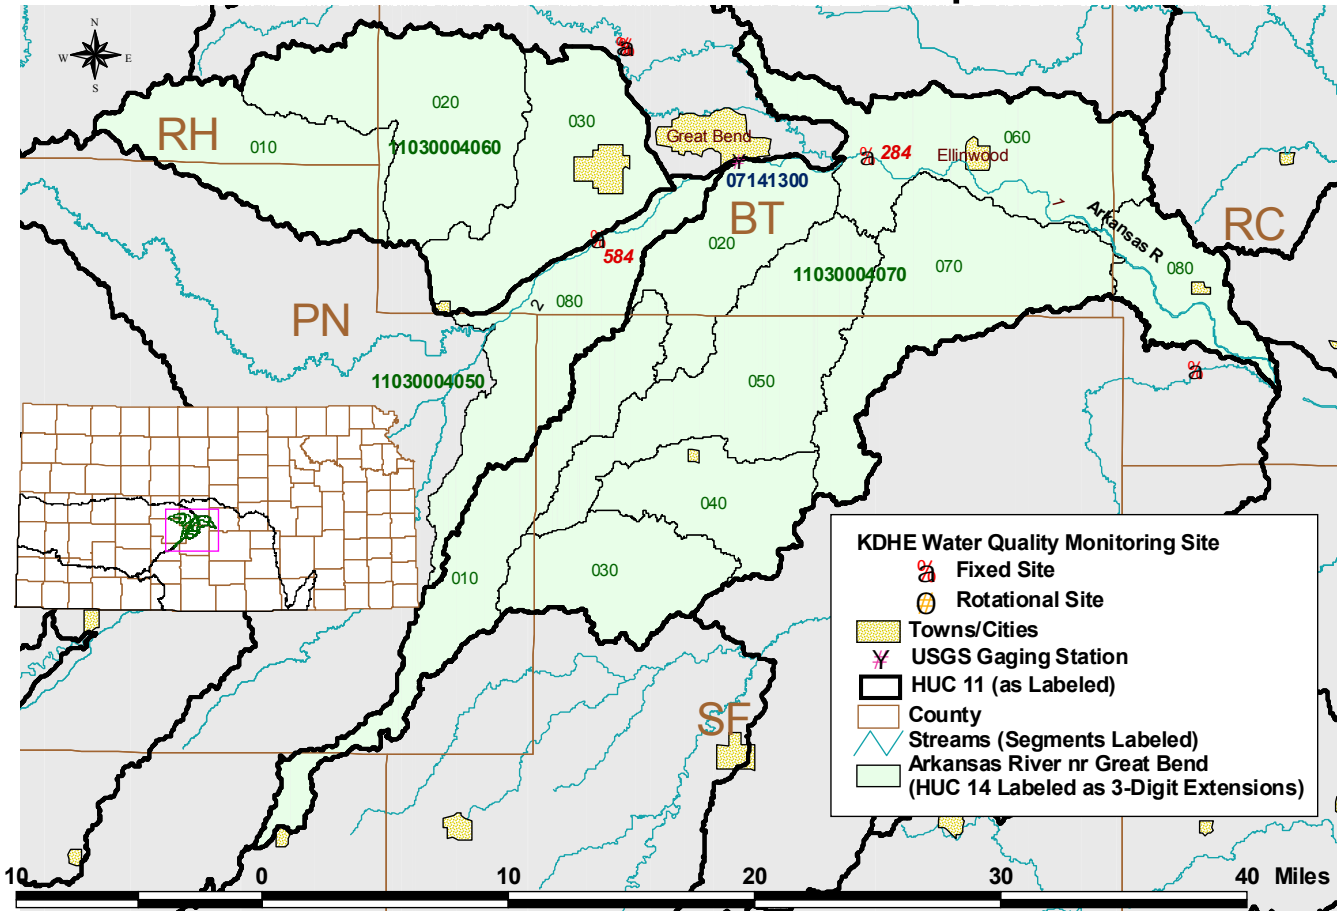 N
W E
S
RH
010
020
11030004060
030
Great Bend
07141300
284
Ellinwood
060
1
Arkansas R
RC
BT
020
584
11030004070
070
080
080
2
PN
11030004050
050
040
030
010
SF
KDHE Water Quality Monitoring Site
Fixed Site
Rotational Site
Towns/Cities
USGS Gaging Station
HUC 11 (as Labeled)
County
Streams (Segments Labeled)
Arkansas River nr Great Bend
(HUC 14 Labeled as 3-Digit Extensions)
10 0 10 20 30 40 Miles